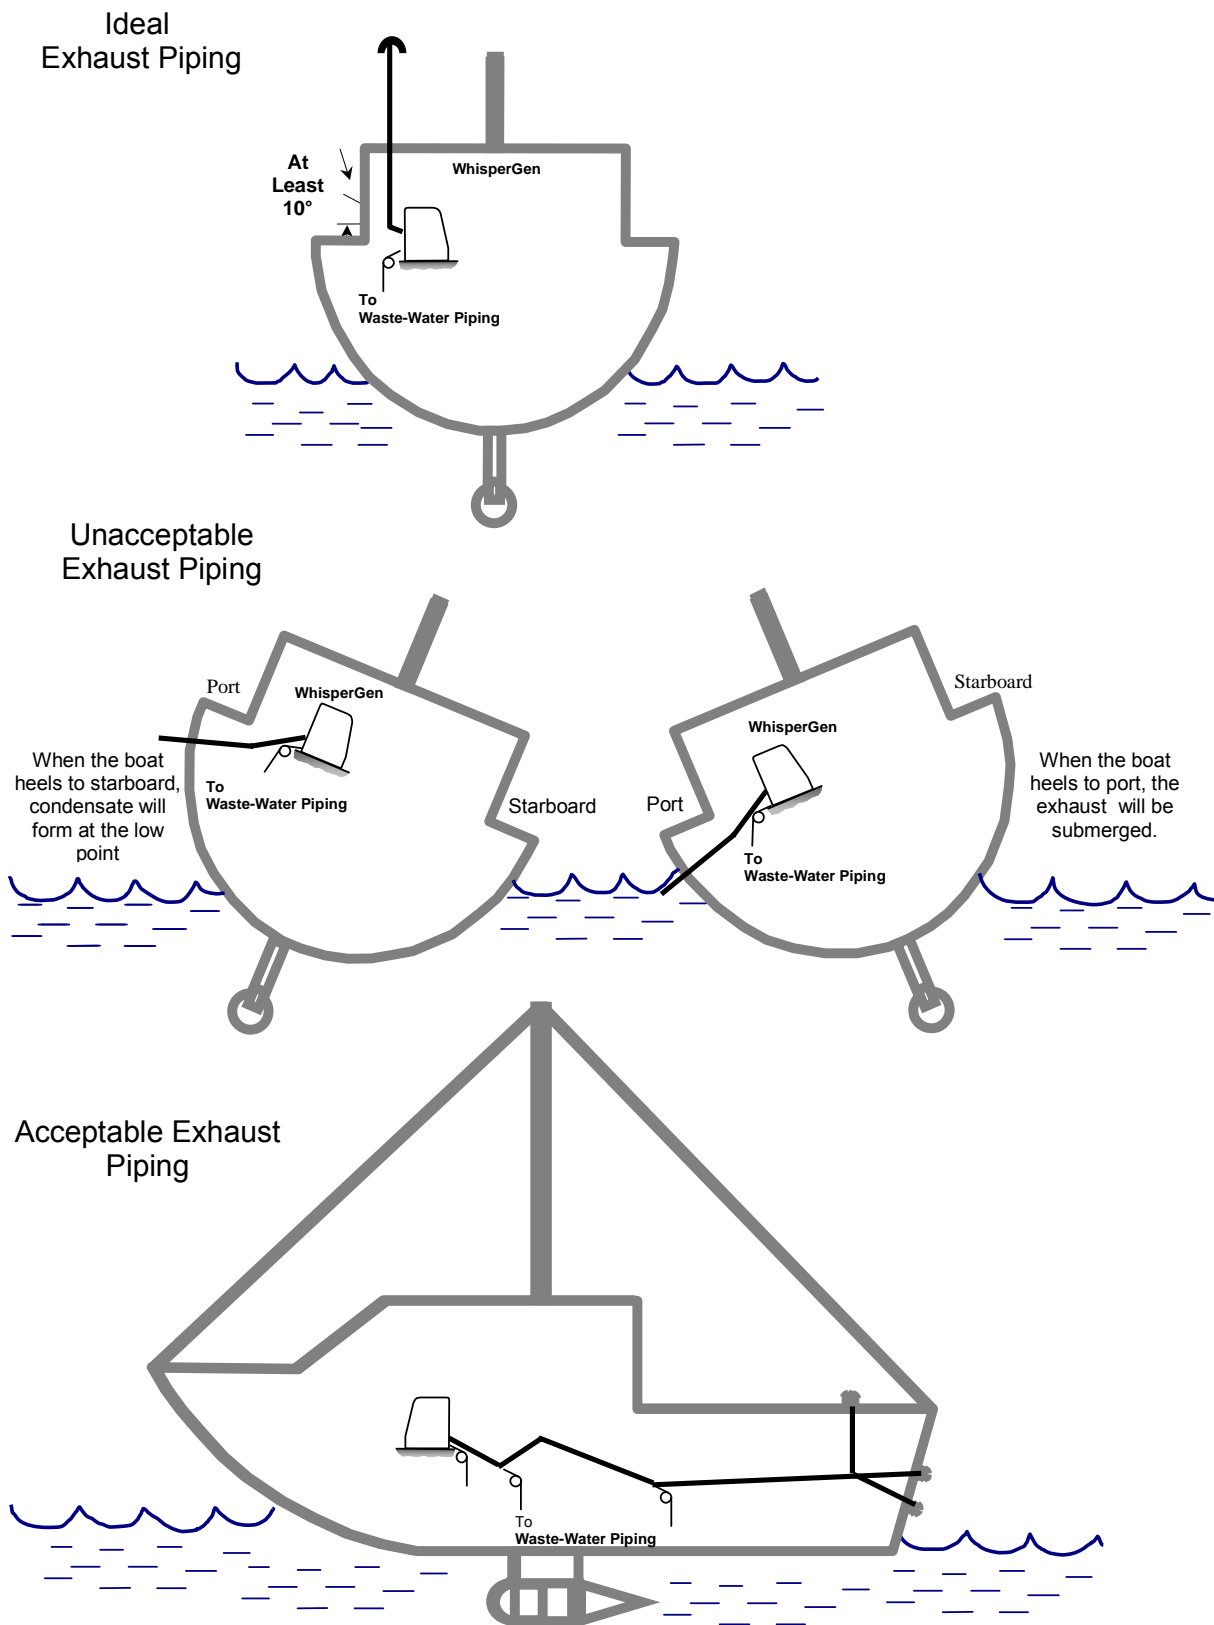 Ideal
Exhaust Piping
At
Least
10°
WhisperGen
To
Waste-Water Piping
Unacceptable
Exhaust Piping
Port
WhisperGen
When the boat
heels to starboard,
condensate will
form at the low
point
To
Waste-Water Piping
Starboard
Starboard
WhisperGen
Port
To
Waste-Water Piping
When the boat
heels to port, the
exhaust will be
submerged.
Acceptable Exhaust
Piping
To
Waste-Water Piping